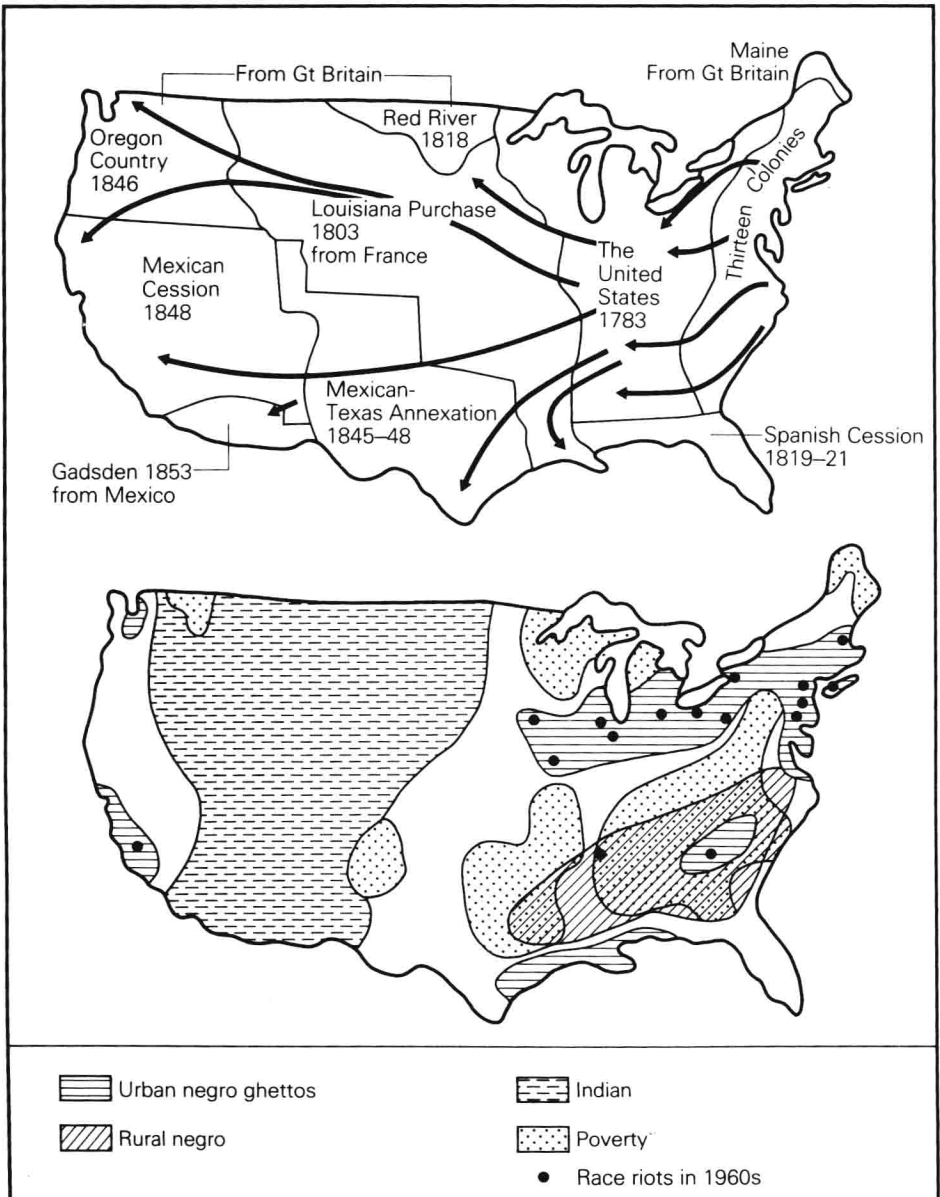 Maine
From Gt Britain
From Gt Britain
Red River
1818
Oregon
Country
1846
Thirteen Colonies
Louisiana Purchase
1803
from France
The
United
States
1783
Mexican
Cession
1848
Mexican-
Texas Annexation
1845–48
Spanish Cession
1819–21
Gadsden 1853
from Mexico
Urban negro ghettos
Indian
Rural negro
Poverty
Race riots in 1960s